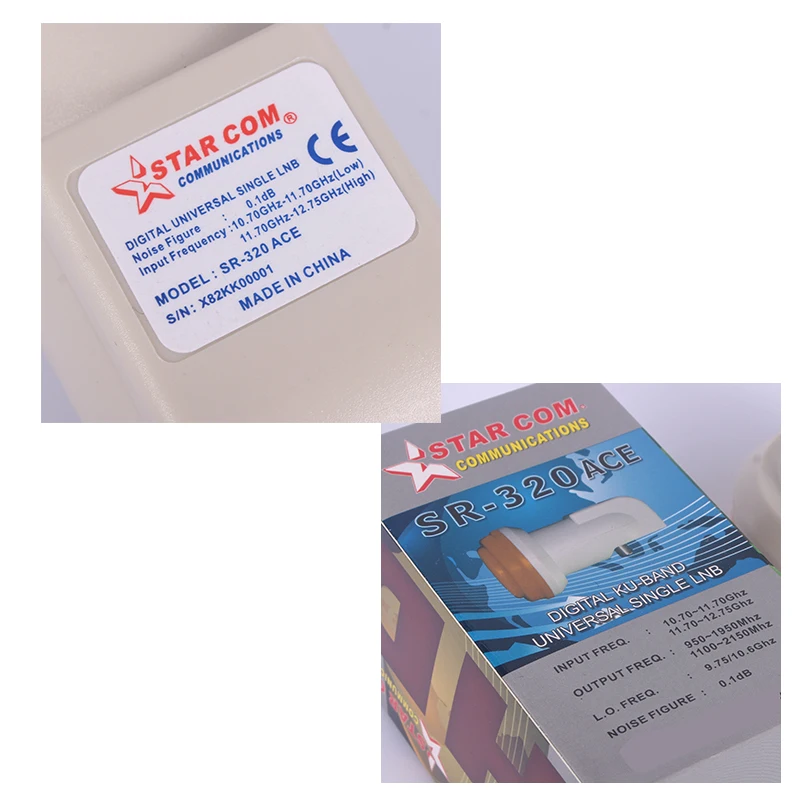 STAR COM®
COMMUNICATIONS
CE
DIGITAL UNIVERSAL SINGLE LNB
Noise Figure : 0.1dB
Input Frequency : 10.70GHz-11.70GHz(Low)
11.70GHz-12.75GHz(High)
MODEL : SR-320 ACE
S/N: X82KK00001
MADE IN CHINA
STAR COM
COMMUNICATIONS
SR-320 ACE
DIGITAL KU-BAND
UNIVERSAL SINGLE LNB
INPUT FREQ. : 10.70~11.70Ghz
11.70~12.75Ghz
OUTPUT FREQ. : 950~1950Mhz
1100~2150Mhz
L.O. FREQ. : 9.75/10.6Ghz
NOISE FIGURE : 0.1dB